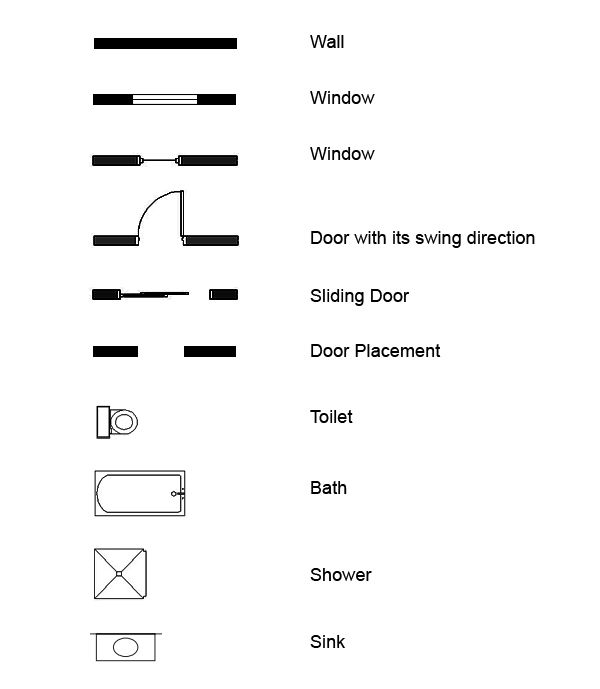 Wall
Window
Window
Door with its swing direction
Sliding Door
Door Placement
Toilet
Bath
Shower
Sink